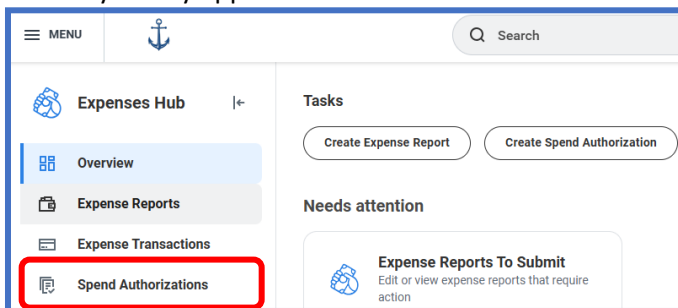 MENU
Search
Expenses Hub
Overview
Expense Reports
Expense Transactions
Spend Authorizations
Tasks
Create Expense Report
Create Spend Authorization
Needs attention
Expense Reports To Submit
Edit or view expense reports that require
action